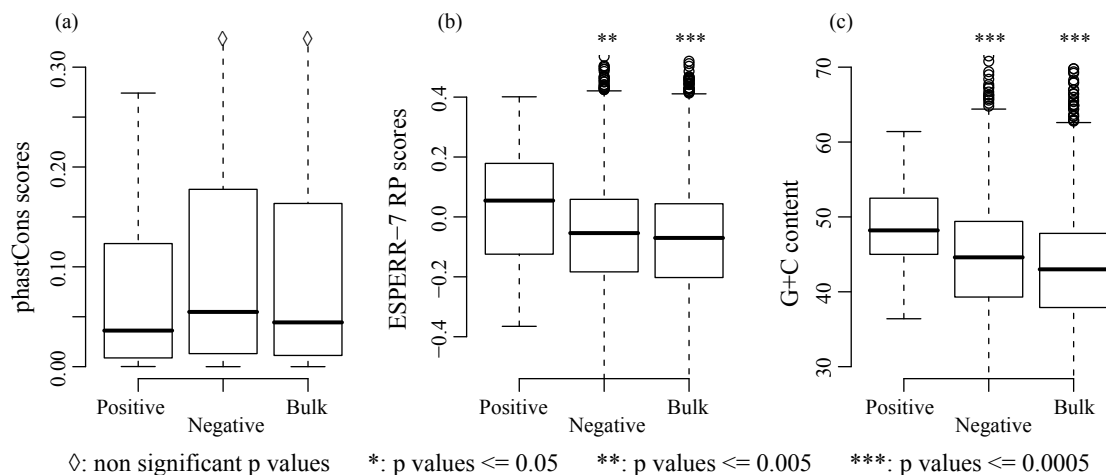 (a)
phastCons scores
0.00
0.10
0.20
0.30
◊
◊
Positive
Negative
Bulk
(b)
ESPERR−7 RP scores
−0.4
−0.2
0.0
0.2
0.4
**
***
Positive
Negative
Bulk
(c)
G+C content
30
40
50
60
70
***
***
Positive
Negative
Bulk
◊: non significant p values *: p values <= 0.05 **: p values <= 0.005 ***: p values <= 0.0005